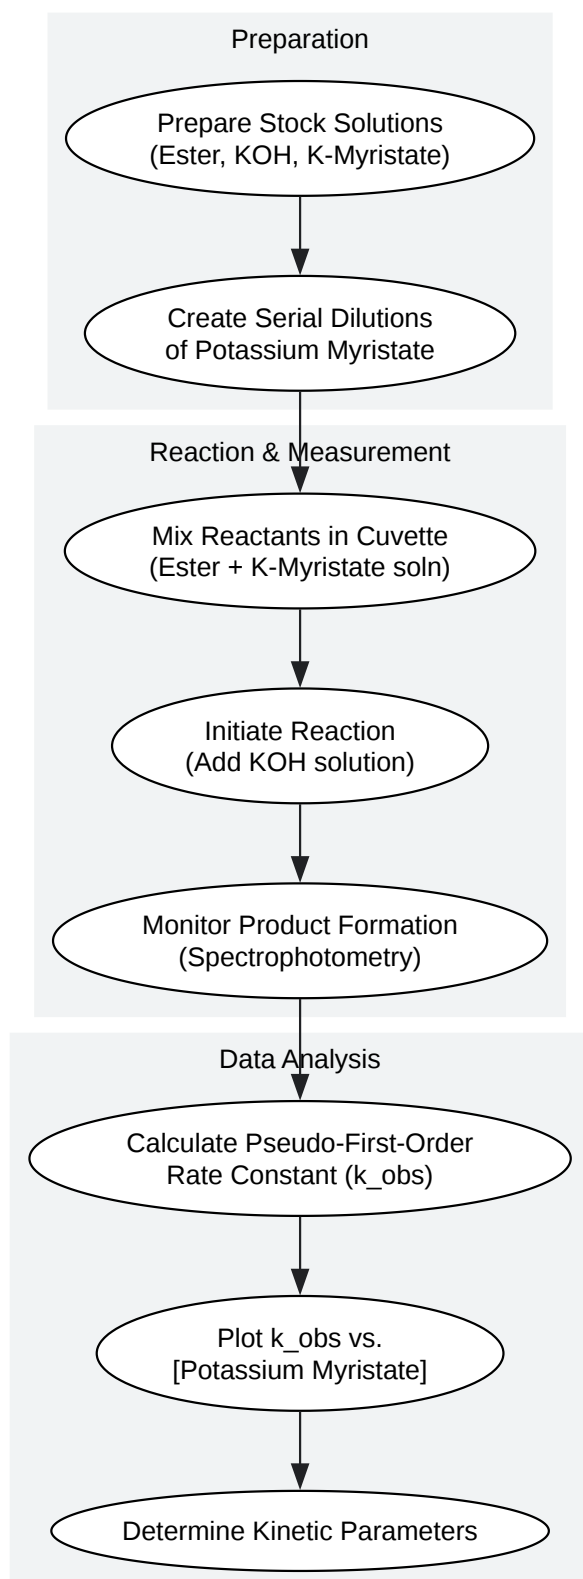 Preparation
Prepare Stock Solutions
(Ester, KOH, K-Myristate)
Create Serial Dilutions
of Potassium Myristate
Reaction & Measurement
Mix Reactants in Cuvette
(Ester + K-Myristate soln)
Initiate Reaction
(Add KOH solution)
Monitor Product Formation
(Spectrophotometry)
Data Analysis
Calculate Pseudo-First-Order
Rate Constant (k_obs)
Plot k_obs vs.
[Potassium Myristate]
Determine Kinetic Parameters